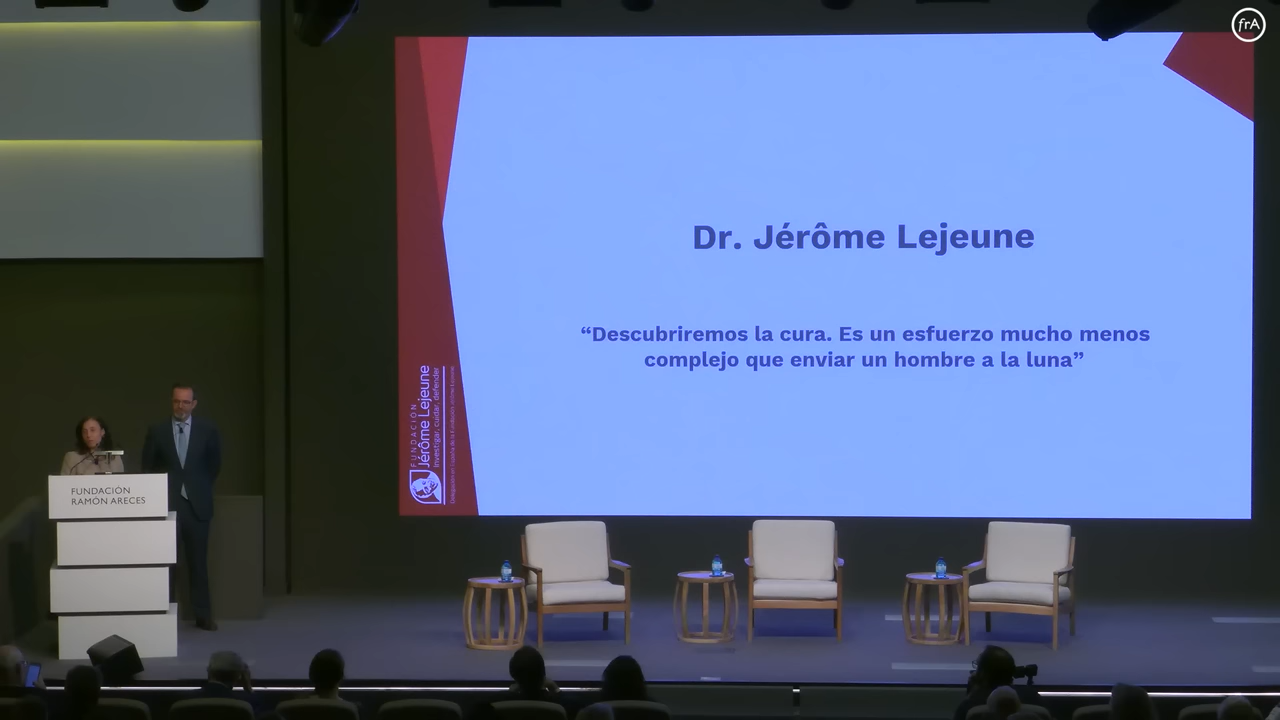 frA
Dr. Jérôme Lejeune
“Descubriremos la cura. Es un esfuerzo mucho menos
complejo que enviar un hombre a la luna”
FUNDACIÓN
Jérôme Lejeune
investigar, cuidar, defender
FUNDACIÓN
RAMÓN ARECES